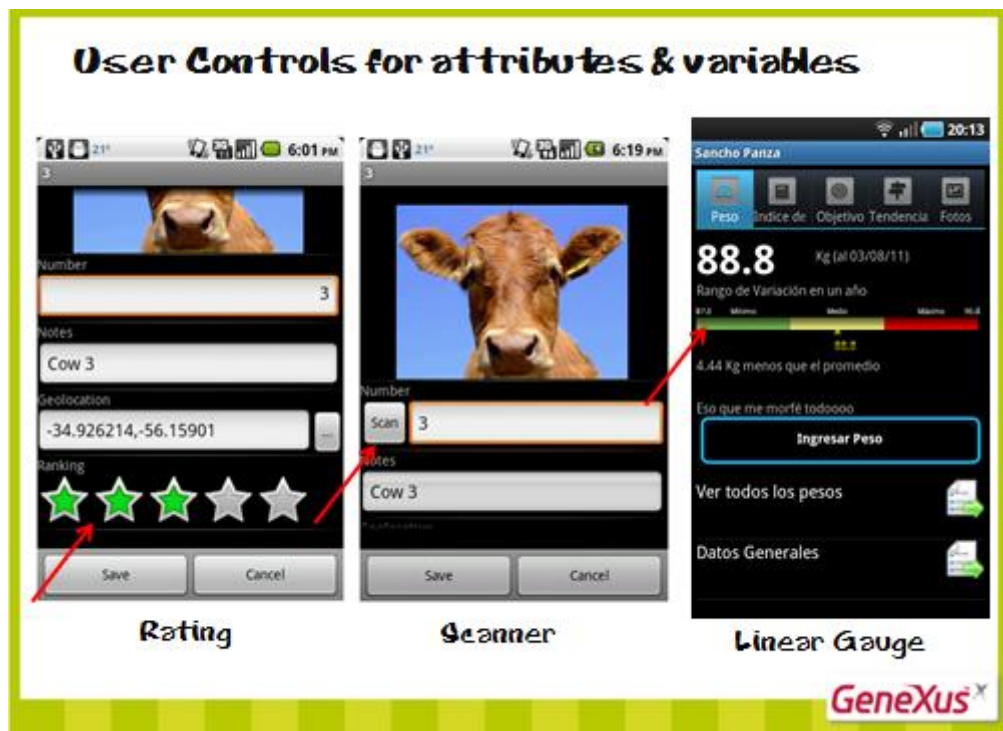 User Controls for attributes & variables
21° 6:01 PM
3
Number
3
Notes
Cow 3
Geolocation
-34.926214,-56.15901
...
Ranking
Save Cancel
Rating
21° 6:19 PM
3
Number
Scan 3
Notes
Cow 3
Save Cancel
Scanner
20:13
Sancho Panza
Peso Indice de Objetivo Tendencia Fotos
88.8 Kg (al 03/08/11)
Rango de Variación en un año
Mínimo Medio Máximo
88.8
4.44 Kg menos que el promedio
Eso que me morfé todoooo
Ingresar Peso
Ver todos los pesos
Datos Generales
Linear Gauge
GeneXus X